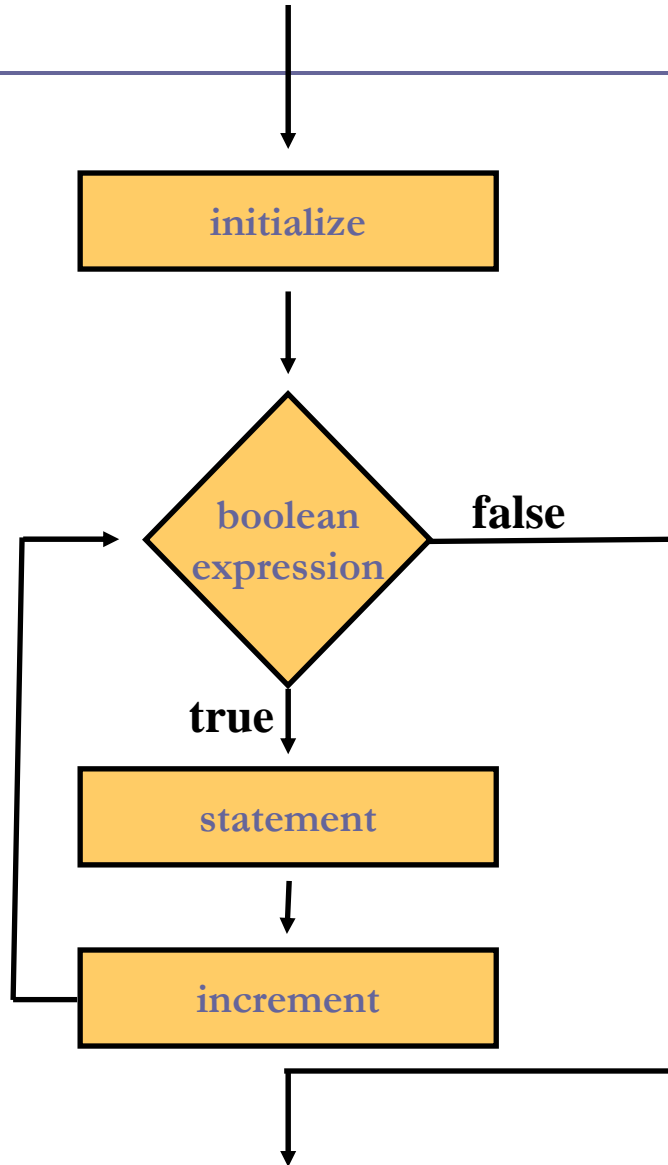 initialize
boolean
expression
false
true
statement
increment